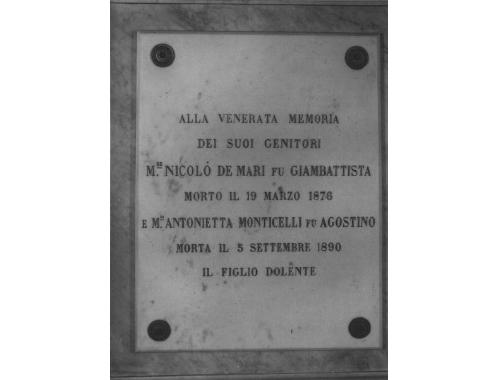 ALLA VENERATA MEMORIA
DEI SUOI GENITORI
M.SE NICOLÒ DE MARI FU GIAMBATTISTA
MORTO IL 19 MARZO 1876
E M.A ANTONIETTA MONTICELLI FU AGOSTINO
MORTA IL 5 SETTEMBRE 1890
IL FIGLIO DOLENTE